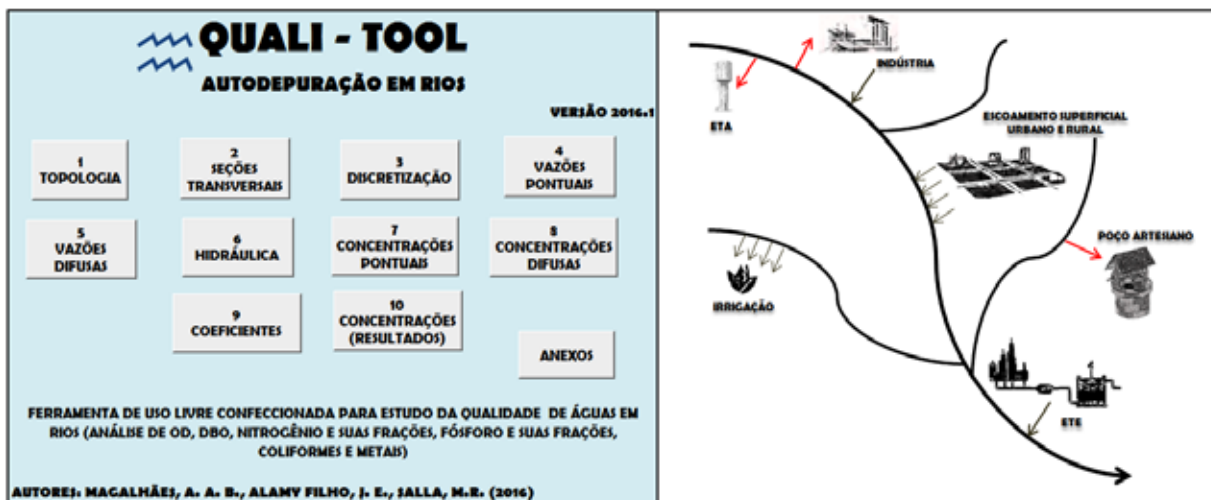 QUALI - TOOL
AUTODEPURAÇÃO EM RIOS
VERSÃO 2016.1
1
TOPOLOGIA
2
SEÇÕES
TRANSVERSAIS
3
DISCRETIZAÇÃO
4
VAZÕES
PONTUAIS
5
VAZÕES
DIFUSAS
6
HIDRÁULICA
7
CONCENTRAÇÕES
PONTUAIS
8
CONCENTRAÇÕES
DIFUSAS
9
COEFICIENTES
10
CONCENTRAÇÕES
(RESULTADOS)
ANEXOS
FERRAMENTA DE USO LIVRE CONFECCIONADA PARA ESTUDO DA QUALIDADE DE ÁGUAS EM
RIOS (ANÁLISE DE OD, DBO, NITROGÊNIO E SUAS FRAÇÕES, FÓSFORO E SUAS FRAÇÕES,
COLIFORMES E METAIS)
AUTORES: MAGALHÃES, A. A. B., ALAMY FILHO, J. E., SALLA, M.R. (2016)
INDÚSTRIA
ETA
ESCOAMENTO SUPERFICIAL
URBANO E RURAL
POÇO ARTESIANO
IRRIGAÇÃO
ETE